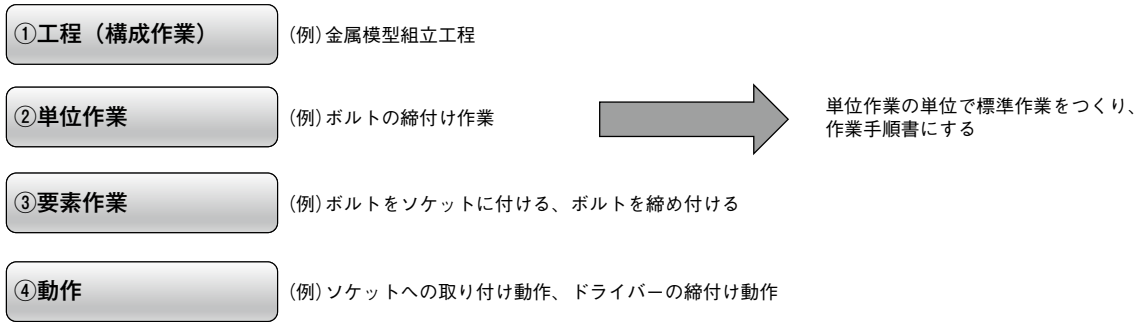 ①工程（構成作業）
(例)金属模型組立工程
②単位作業
(例)ボルトの締付け作業
単位作業の単位で標準作業をつくり、
作業手順書にする
③要素作業
(例)ボルトをソケットに付ける、ボルトを締め付ける
④動作
(例)ソケットへの取り付け動作、ドライバーの締付け動作